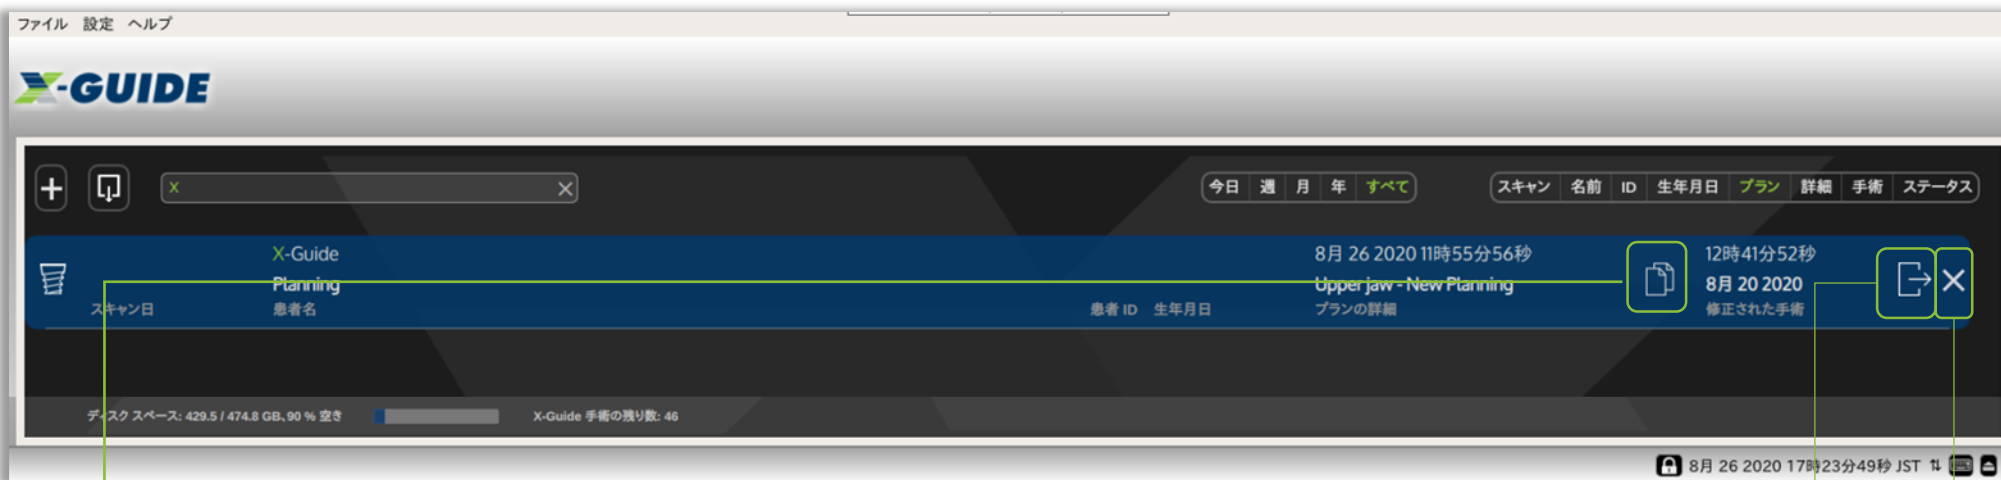 ファイル 設定 ヘルプ
X-GUIDE
X
今日 週 月 年 すべて
スキャン 名前 ID 生年月日 プラン 詳細 手術 ステータス
X-Guide 8月 26 2020 11時55分56秒 12時41分52秒
Planning Upper jaw - New Planning 8月 20 2020
スキャン日 患者名 患者 ID 生年月日 プランの詳細 修正された手術
ディスク スペース: 429.5 / 474.8 GB、90 % 空き X-Guide 手術の残り数: 46
8月 26 2020 17時23分49秒 JST